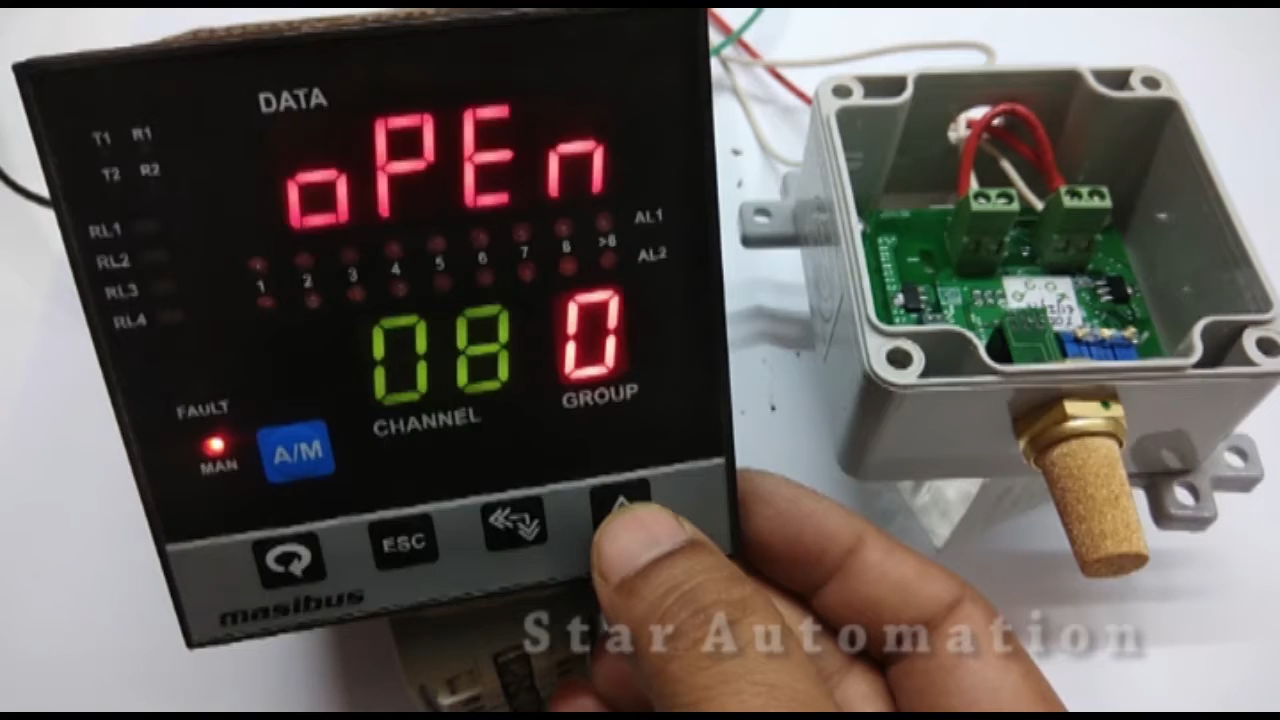 DATA
T1 R1
T2 R2
oPEn
RL1
RL2
RL3
RL4
AL1
1 2 3 4 5 6 7 8 >8
AL2
08
0
CHANNEL
GROUP
FAULT
MAN
A/M
ESC
masibus
Star Automation